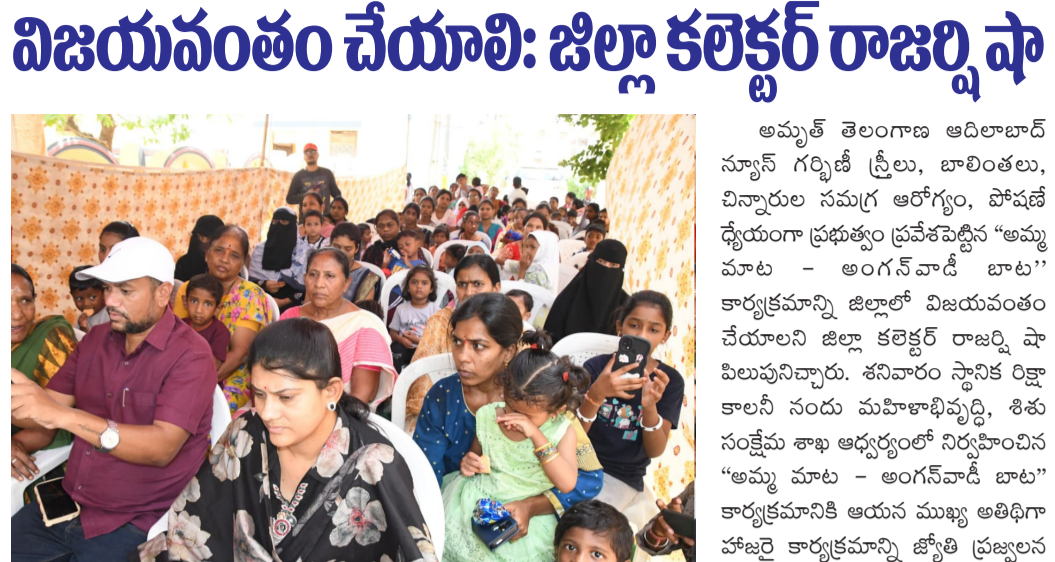 విజయవంతం చేయాలి: జిల్లా కలెక్టర్ రాజర్షి షా
అమృత్ తెలంగాణ ఆదిలాబాద్
న్యూస్ గర్భిణీ స్త్రీలు, బాలింతలు,
చిన్నారుల సమగ్ర ఆరోగ్యం, పోషణే
ధ్యేయంగా ప్రభుత్వం ప్రవేశపెట్టిన “అమ్మ
మాట – అంగన్‌వాడీ బాట’’
కార్యక్రమాన్ని జిల్లాలో విజయవంతం
చేయాలని జిల్లా కలెక్టర్ రాజర్షి షా
పిలుపునిచ్చారు. శనివారం స్థానిక రిక్షా
కాలనీ నందు మహిళాభివృద్ధి, శిశు
సంక్షేమ శాఖ ఆధ్వర్యంలో నిర్వహించిన
“అమ్మ మాట – అంగన్‌వాడీ బాట”
కార్యక్రమానికి ఆయన ముఖ్య అతిథిగా
హాజరై కార్యక్రమాన్ని జ్యోతి ప్రజ్వలన